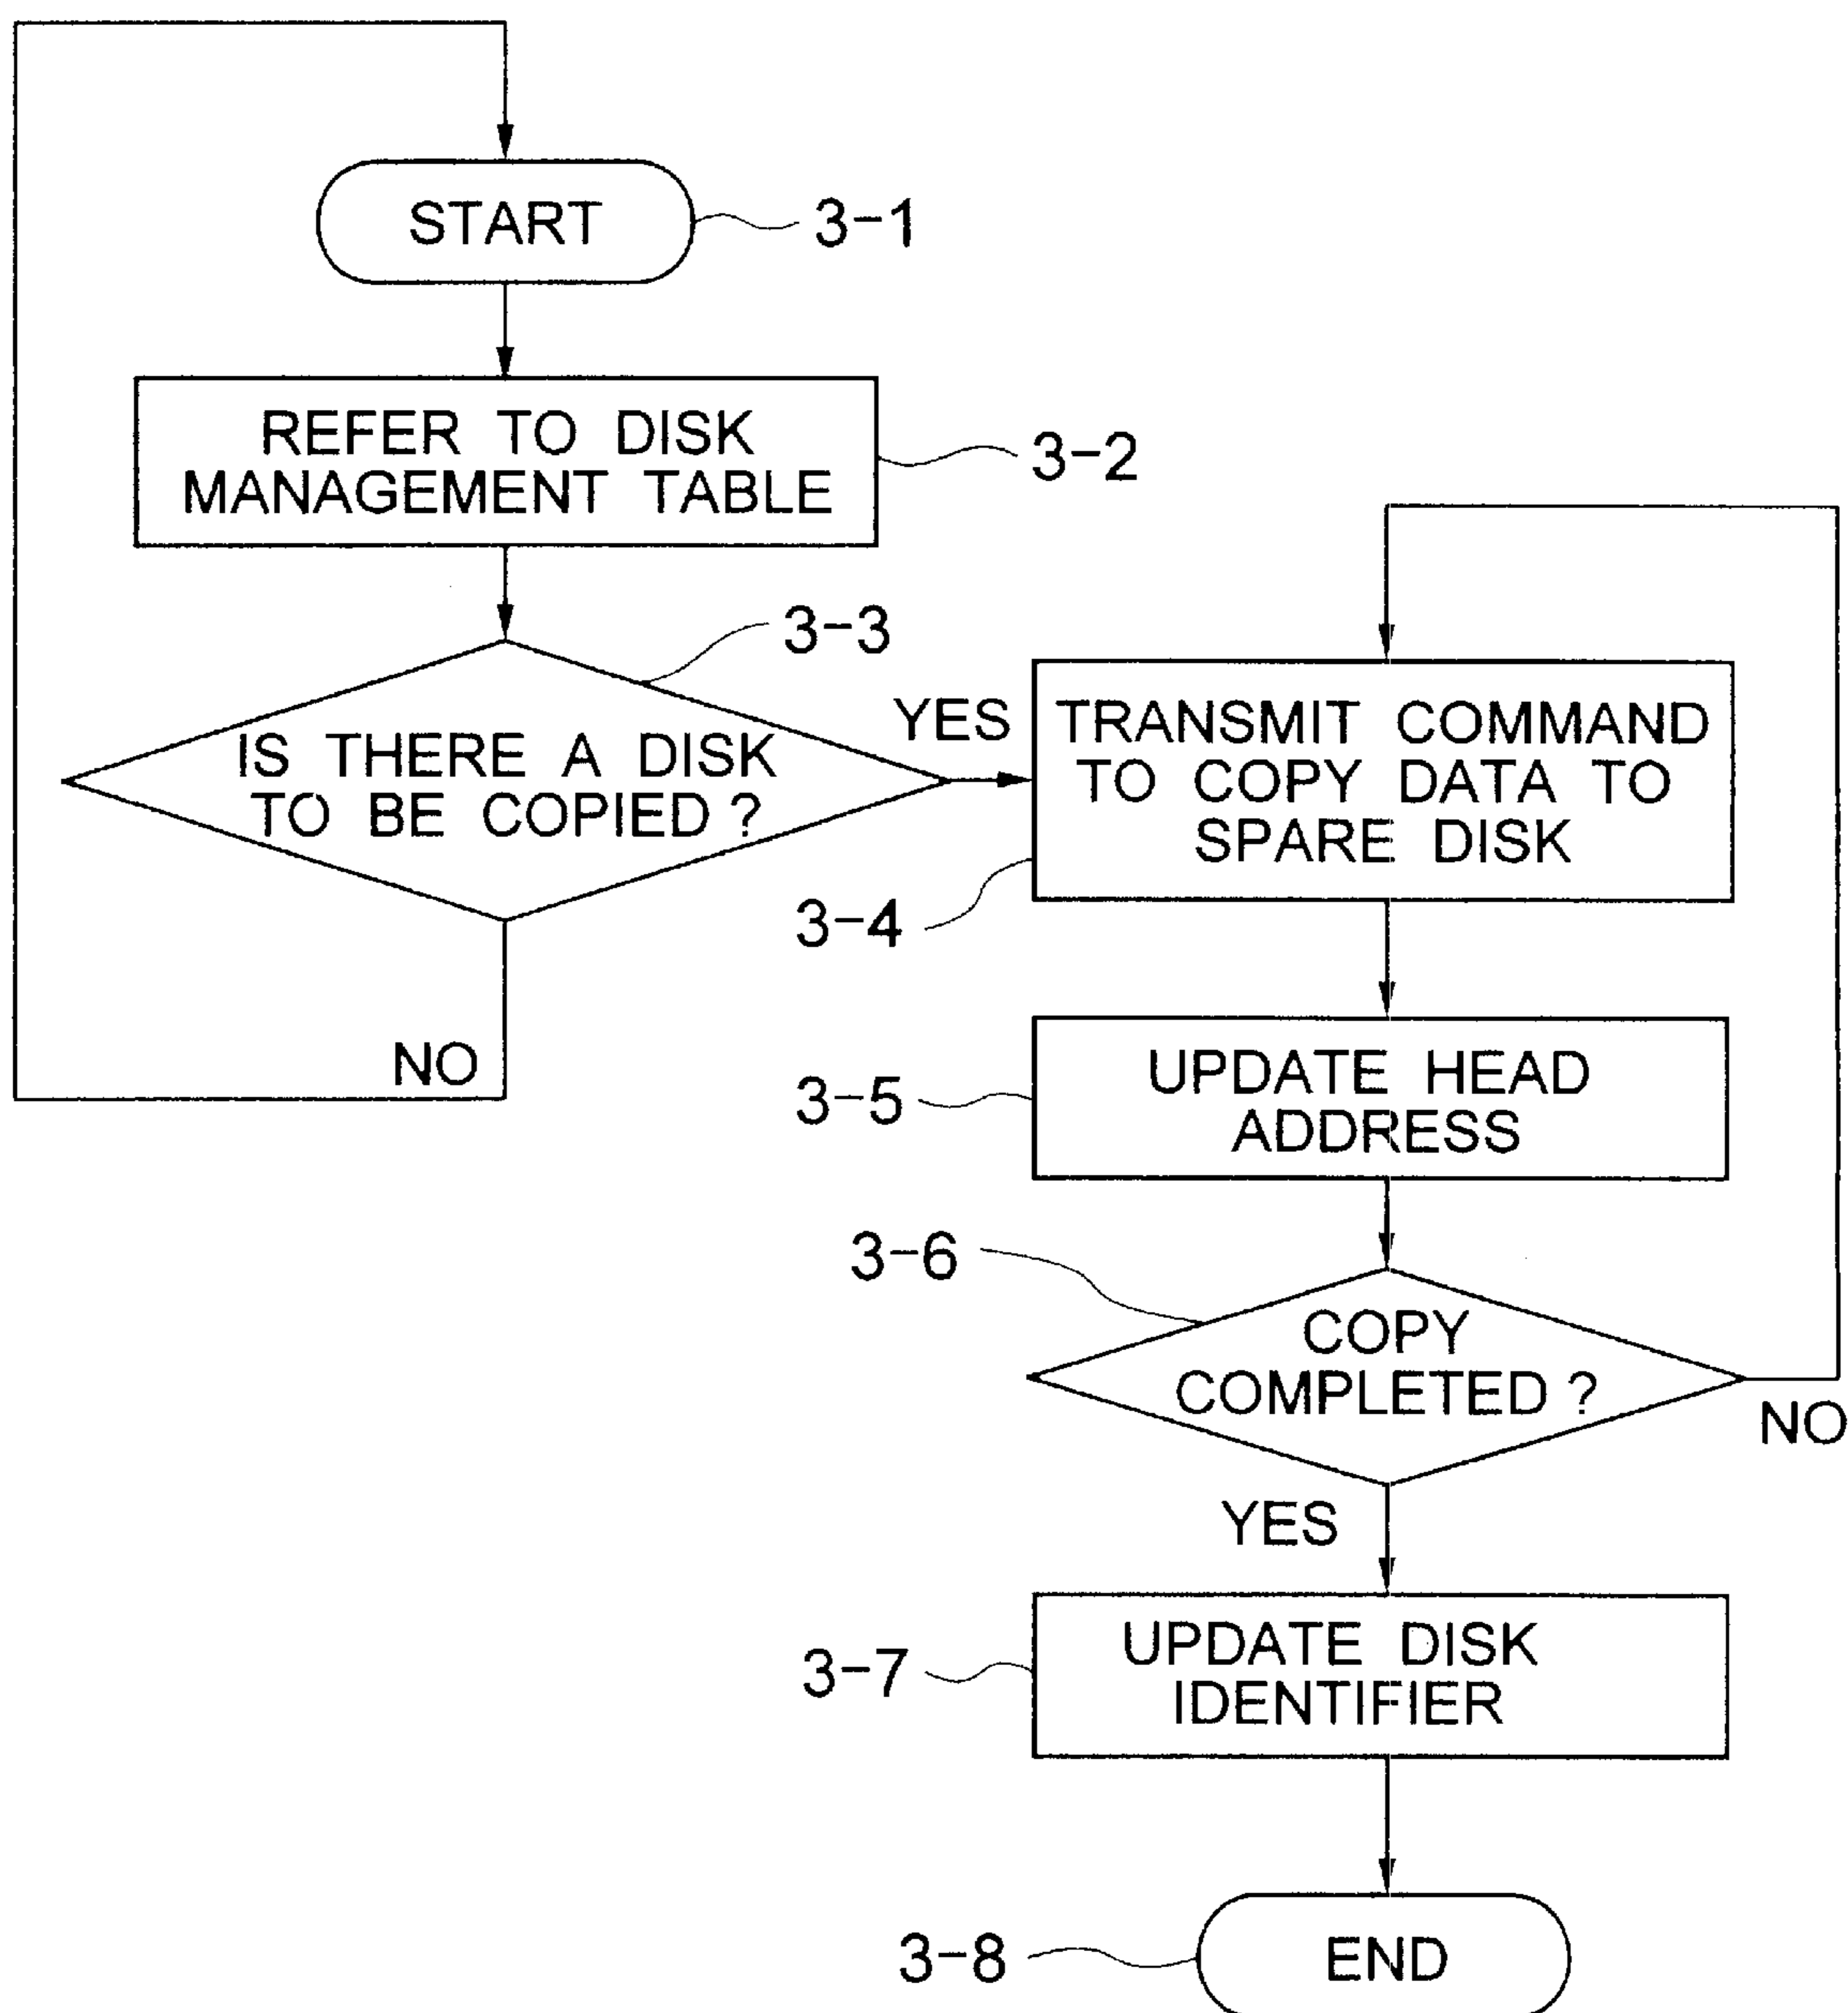 START
3-1
REFER TO DISK
MANAGEMENT TABLE
3-2
3-3
IS THERE A DISK
TO BE COPIED ?
YES
NO
TRANSMIT COMMAND
TO COPY DATA TO
SPARE DISK
3-4
UPDATE HEAD
ADDRESS
3-5
3-6
COPY
COMPLETED ?
NO
YES
UPDATE DISK
IDENTIFIER
3-7
END
3-8